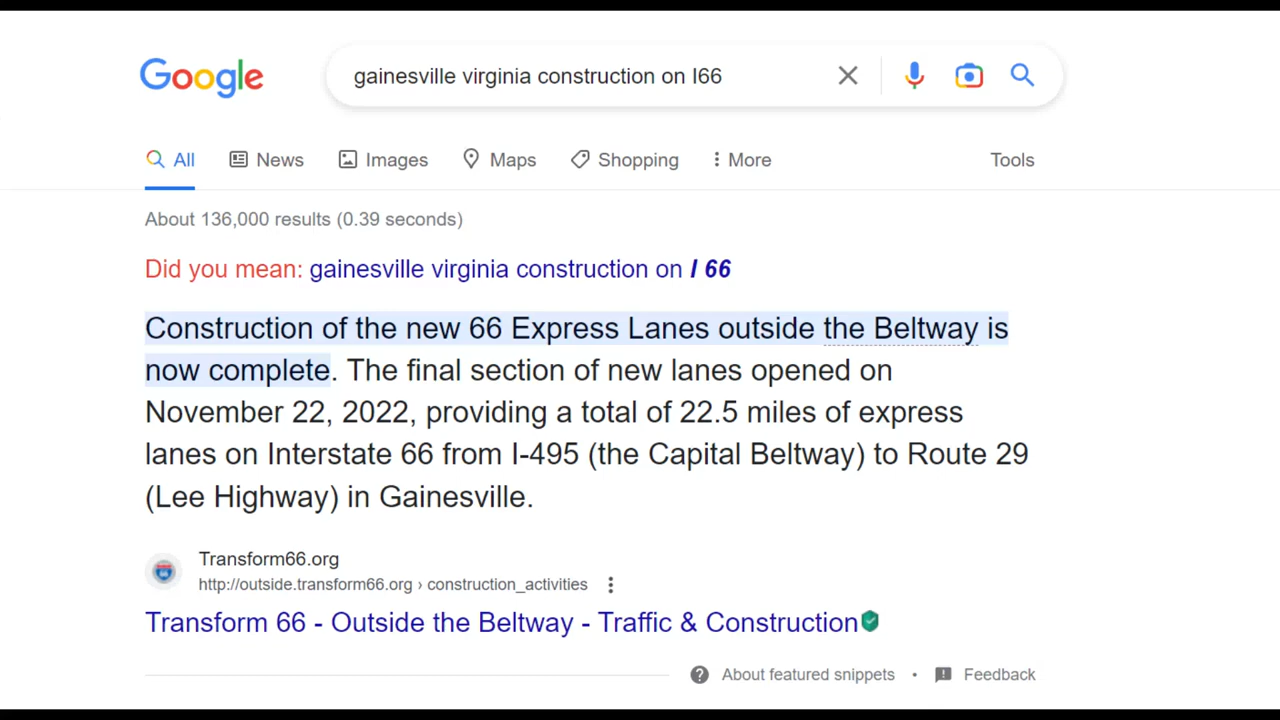 Google
gainesville virginia construction on I66
All News Images Maps Shopping More Tools
About 136,000 results (0.39 seconds)
Did you mean: gainesville virginia construction on I 66
Construction of the new 66 Express Lanes outside the Beltway is
now complete. The final section of new lanes opened on
November 22, 2022, providing a total of 22.5 miles of express
lanes on Interstate 66 from I-495 (the Capital Beltway) to Route 29
(Lee Highway) in Gainesville.
Transform66.org
http://outside.transform66.org › construction_activities
Transform 66 - Outside the Beltway - Traffic & Construction
About featured snippets • Feedback